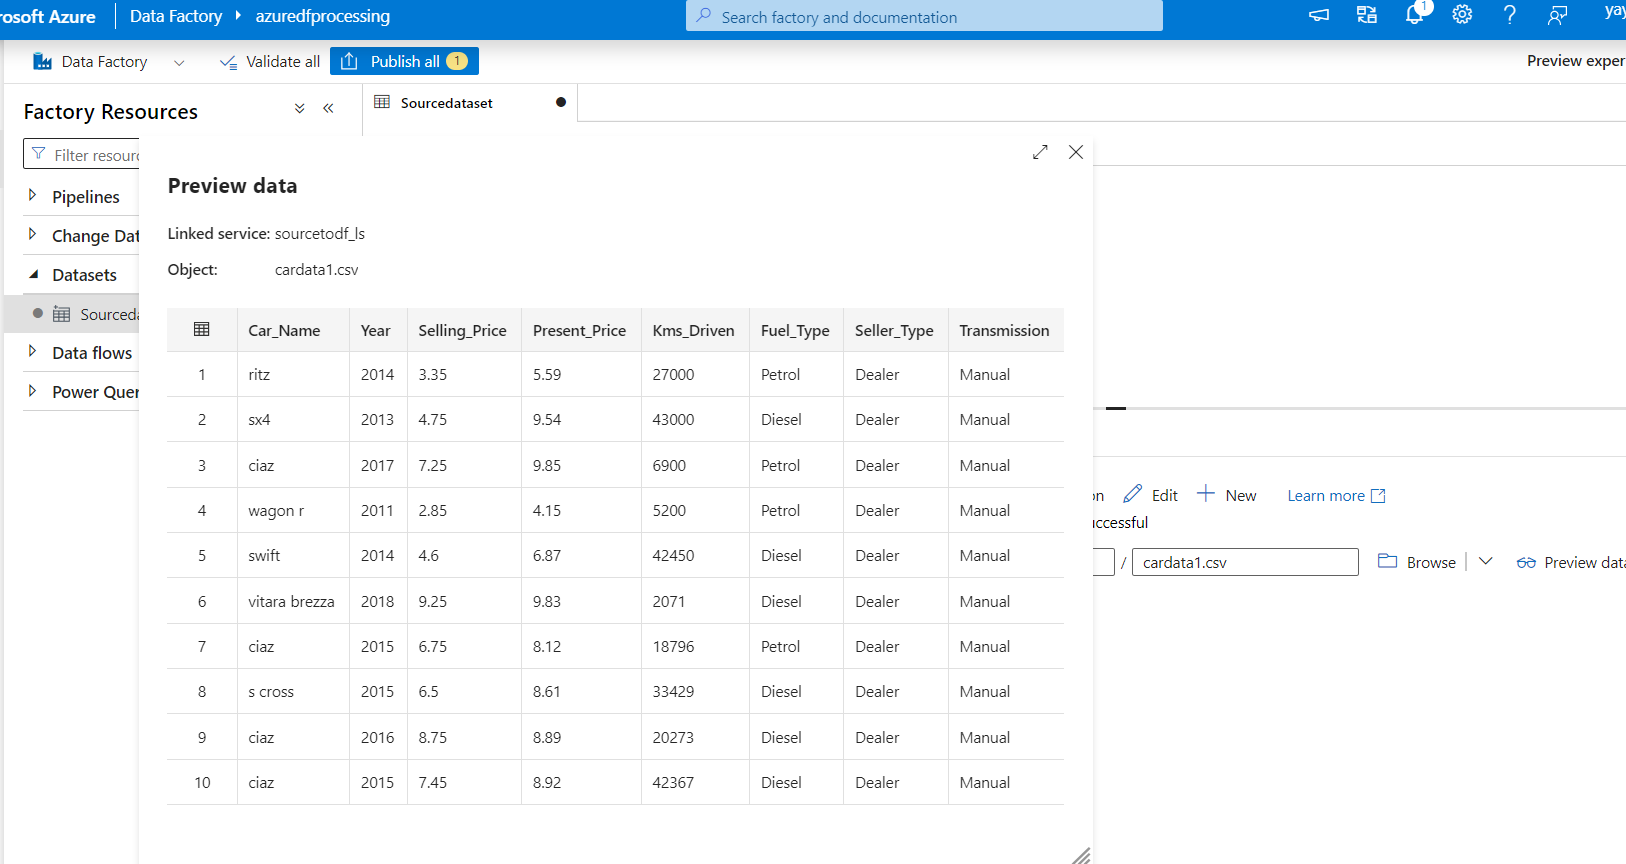 rosoft Azure Data Factory azuredfprocessing Search factory and documentation 1 yay
Data Factory Validate all Publish all 1 Preview exper
Factory Resources Sourcedataset
Filter resourc
Pipelines
Change Dat
Datasets
Sourceda
Data flows
Power Quer
Preview data
Linked service: sourcetodf_ls
Object: cardata1.csv
Car_Name Year Selling_Price Present_Price Kms_Driven Fuel_Type Seller_Type Transmission
1 ritz 2014 3.35 5.59 27000 Petrol Dealer Manual
2 sx4 2013 4.75 9.54 43000 Diesel Dealer Manual
3 ciaz 2017 7.25 9.85 6900 Petrol Dealer Manual
4 wagon r 2011 2.85 4.15 5200 Petrol Dealer Manual
5 swift 2014 4.6 6.87 42450 Diesel Dealer Manual
6 vitara brezza 2018 9.25 9.83 2071 Diesel Dealer Manual
7 ciaz 2015 6.75 8.12 18796 Petrol Dealer Manual
8 s cross 2015 6.5 8.61 33429 Diesel Dealer Manual
9 ciaz 2016 8.75 8.89 20273 Diesel Dealer Manual
10 ciaz 2015 7.45 8.92 42367 Diesel Dealer Manual
on Edit New Learn more
uccessful
/ cardata1.csv Browse Preview data